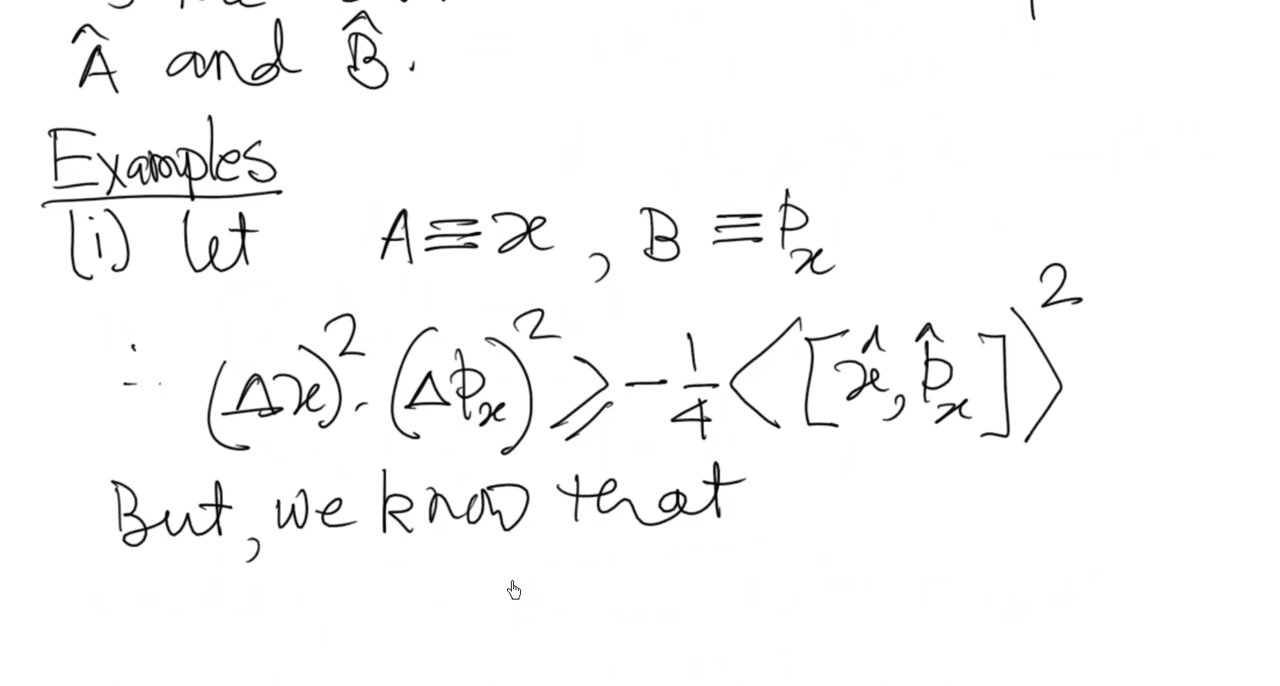 Â and B̂.
Examples
(i) let A ≡ x, B ≡ pₓ
∴ (Δx)². (Δpₓ)² ⩾ -1/4 ⟨[x̂, p̂ₓ]⟩²
But, we know that